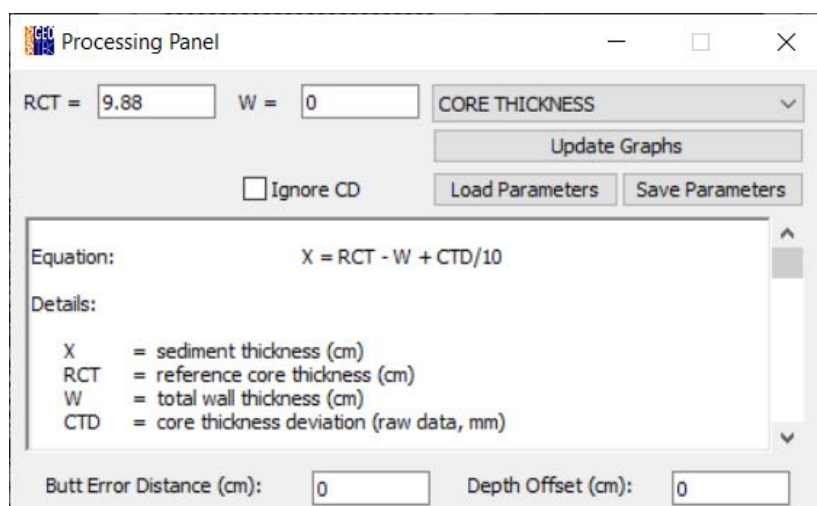 GEO
TEK
Processing Panel
RCT = 9.88 W = 0 CORE THICKNESS
Update Graphs
Ignore CD Load Parameters Save Parameters
Equation: X = RCT - W + CTD/10
Details:
X = sediment thickness (cm)
RCT = reference core thickness (cm)
W = total wall thickness (cm)
CTD = core thickness deviation (raw data, mm)
Butt Error Distance (cm): 0 Depth Offset (cm): 0